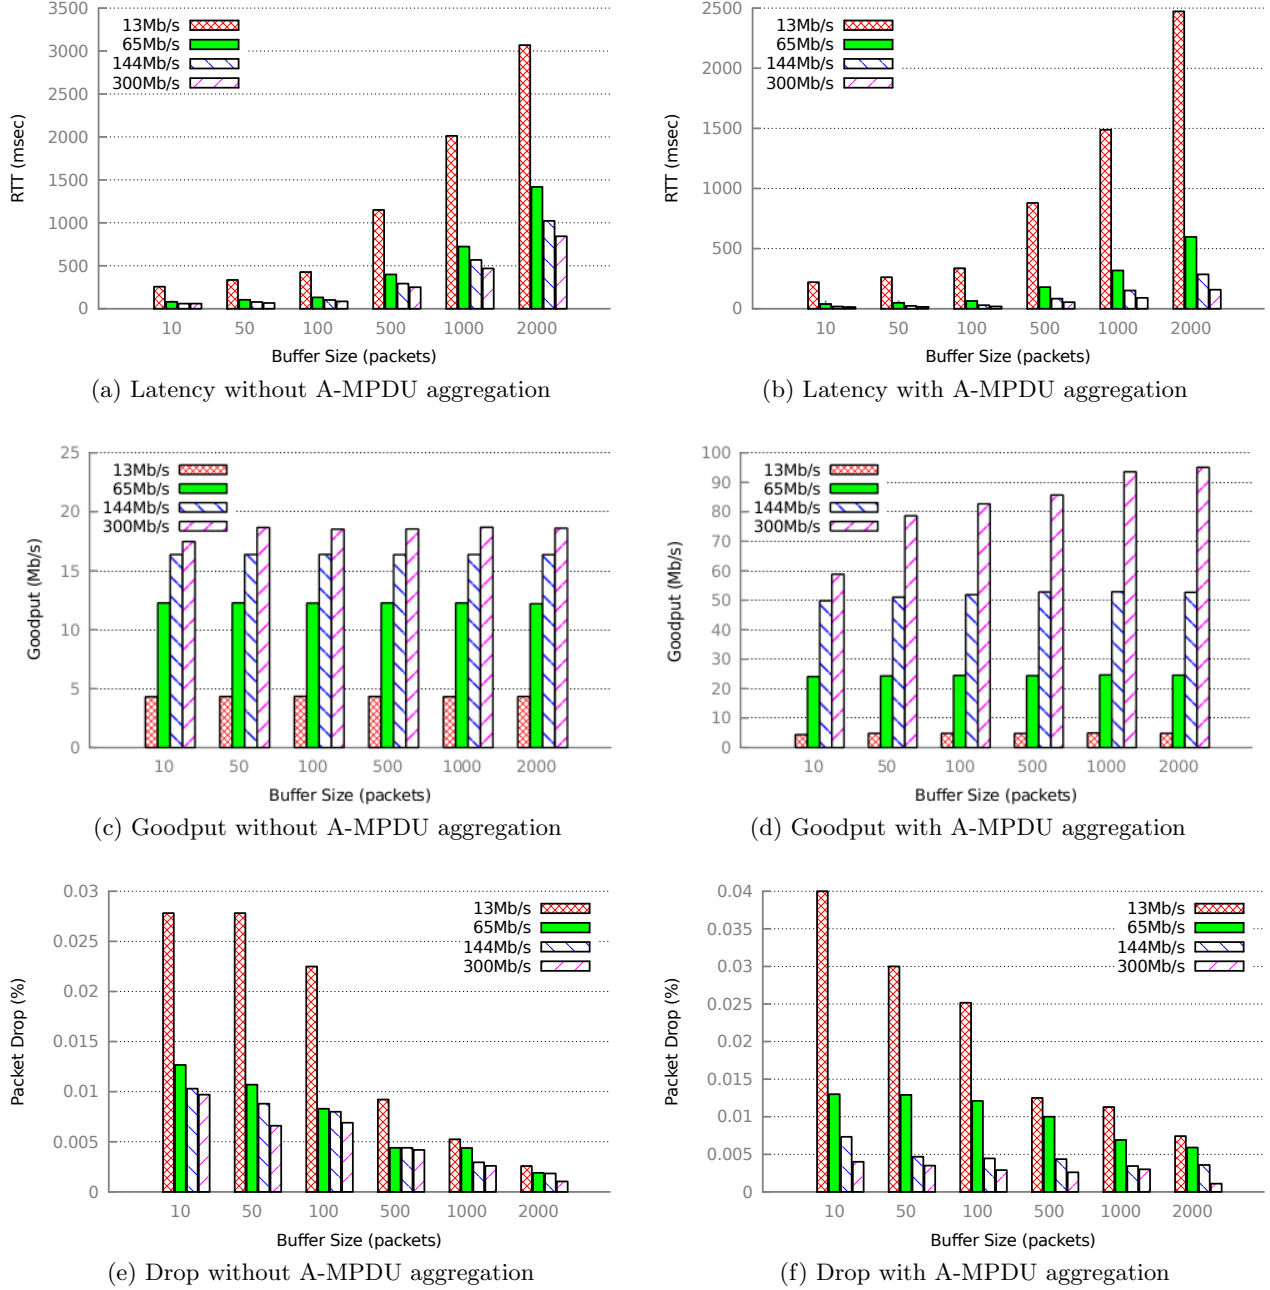 3500
3000
2500
2000
1500
1000
500
0
RTT (msec)
13Mb/s
65Mb/s
144Mb/s
300Mb/s
10 50 100 500 1000 2000
Buffer Size (packets)
(a) Latency without A-MPDU aggregation
2500
2000
1500
1000
500
0
RTT (msec)
13Mb/s
65Mb/s
144Mb/s
300Mb/s
10 50 100 500 1000 2000
Buffer Size (packets)
(b) Latency with A-MPDU aggregation
25
20
15
10
5
0
Goodput (Mb/s)
13Mb/s
65Mb/s
144Mb/s
300Mb/s
10 50 100 500 1000 2000
Buffer Size (packets)
(c) Goodput without A-MPDU aggregation
100
90
80
70
60
50
40
30
20
10
0
Goodput (Mb/s)
13Mb/s
65Mb/s
144Mb/s
300Mb/s
10 50 100 500 1000 2000
Buffer Size (packets)
(d) Goodput with A-MPDU aggregation
0.03
0.025
0.02
0.015
0.01
0.005
0
Packet Drop (%)
13Mb/s
65Mb/s
144Mb/s
300Mb/s
10 50 100 500 1000 2000
Buffer Size (packets)
(e) Drop without A-MPDU aggregation
0.04
0.035
0.03
0.025
0.02
0.015
0.01
0.005
0
Packet Drop (%)
13Mb/s
65Mb/s
144Mb/s
300Mb/s
10 50 100 500 1000 2000
Buffer Size (packets)
(f) Drop with A-MPDU aggregation